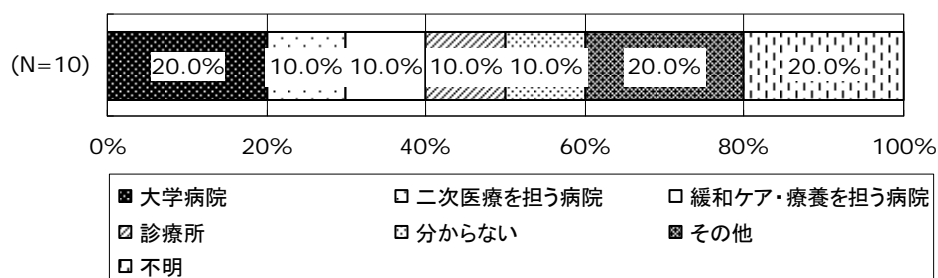 (N=10) 20.0% 10.0% 10.0% 10.0% 10.0% 20.0% 20.0%
0% 20% 40% 60% 80% 100%
大学病院 二次医療を担う病院 緩和ケア・療養を担う病院
診療所 分からない その他
不明